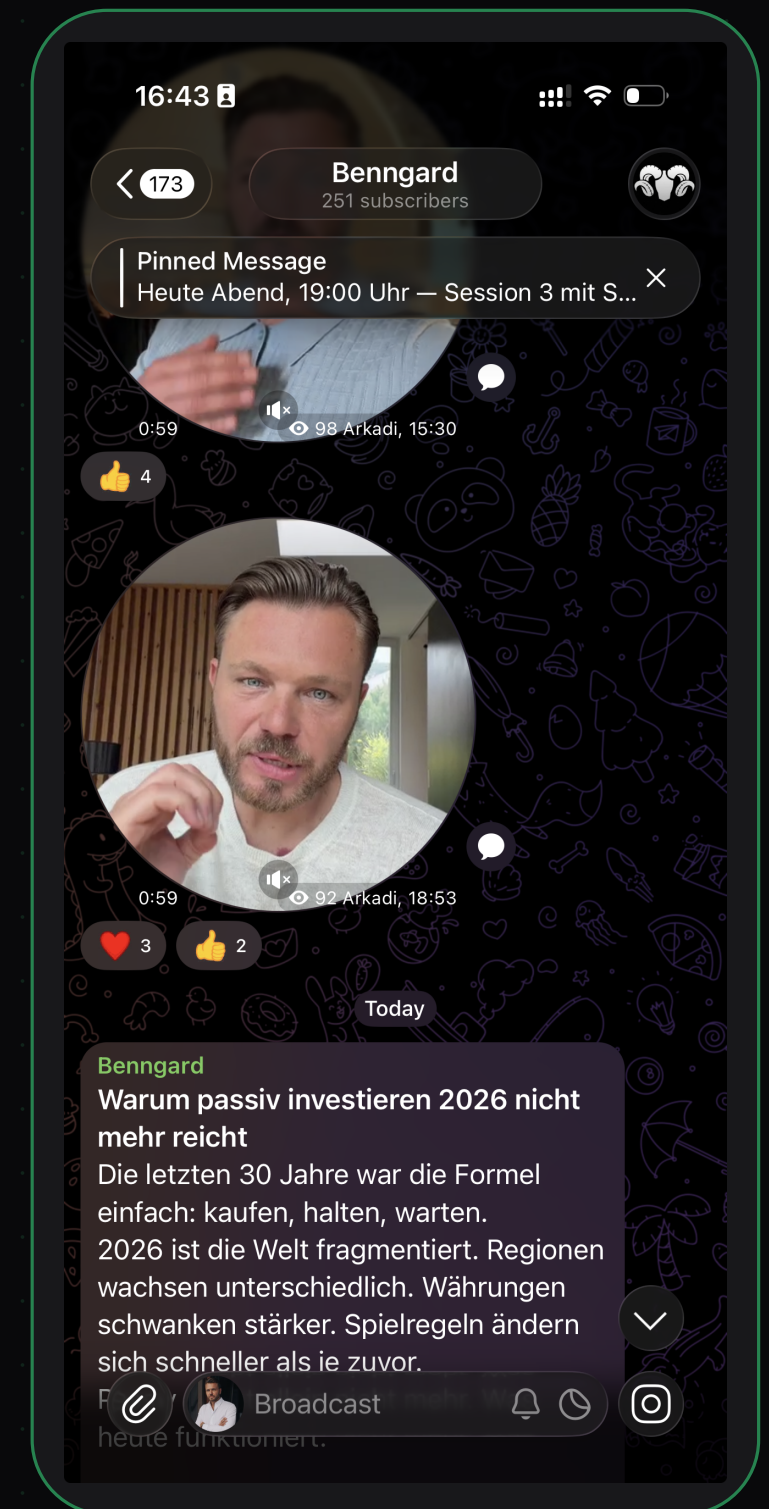 16:43
173
Benngard
251 subscribers
Pinned Message
Heute Abend, 19:00 Uhr — Session 3 mit S...
0:59
98 Arkadi, 15:30
4
0:59
92 Arkadi, 18:53
3
2
Today
Benngard
Warum passiv investieren 2026 nicht
mehr reicht
Die letzten 30 Jahre war die Formel
einfach: kaufen, halten, warten.
2026 ist die Welt fragmentiert. Regionen
wachsen unterschiedlich. Währungen
schwanken stärker. Spielregeln ändern
sich schneller als je zuvor.
mehr.
Broadcast
heute funktioniert.